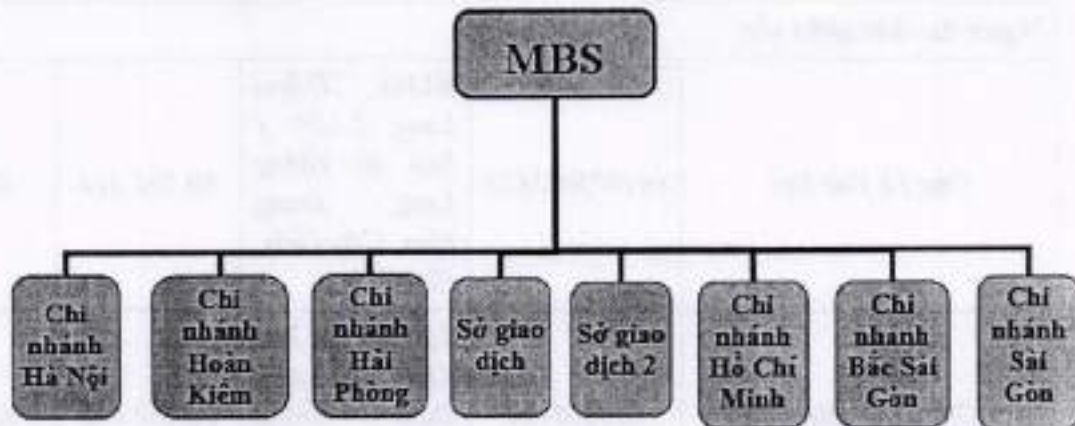 MBS
Chi
nhánh
Hà Nội
Chi
nhánh
Hoàn
Kiếm
Chi
nhánh
Hải
Phòng
Sở giao
dịch
Sở giao
dịch 2
Chi
nhánh
Hồ Chí
Minh
Chi
nhanh
Bắc Sài
Gòn
Chi
nhánh
Sài
Gòn